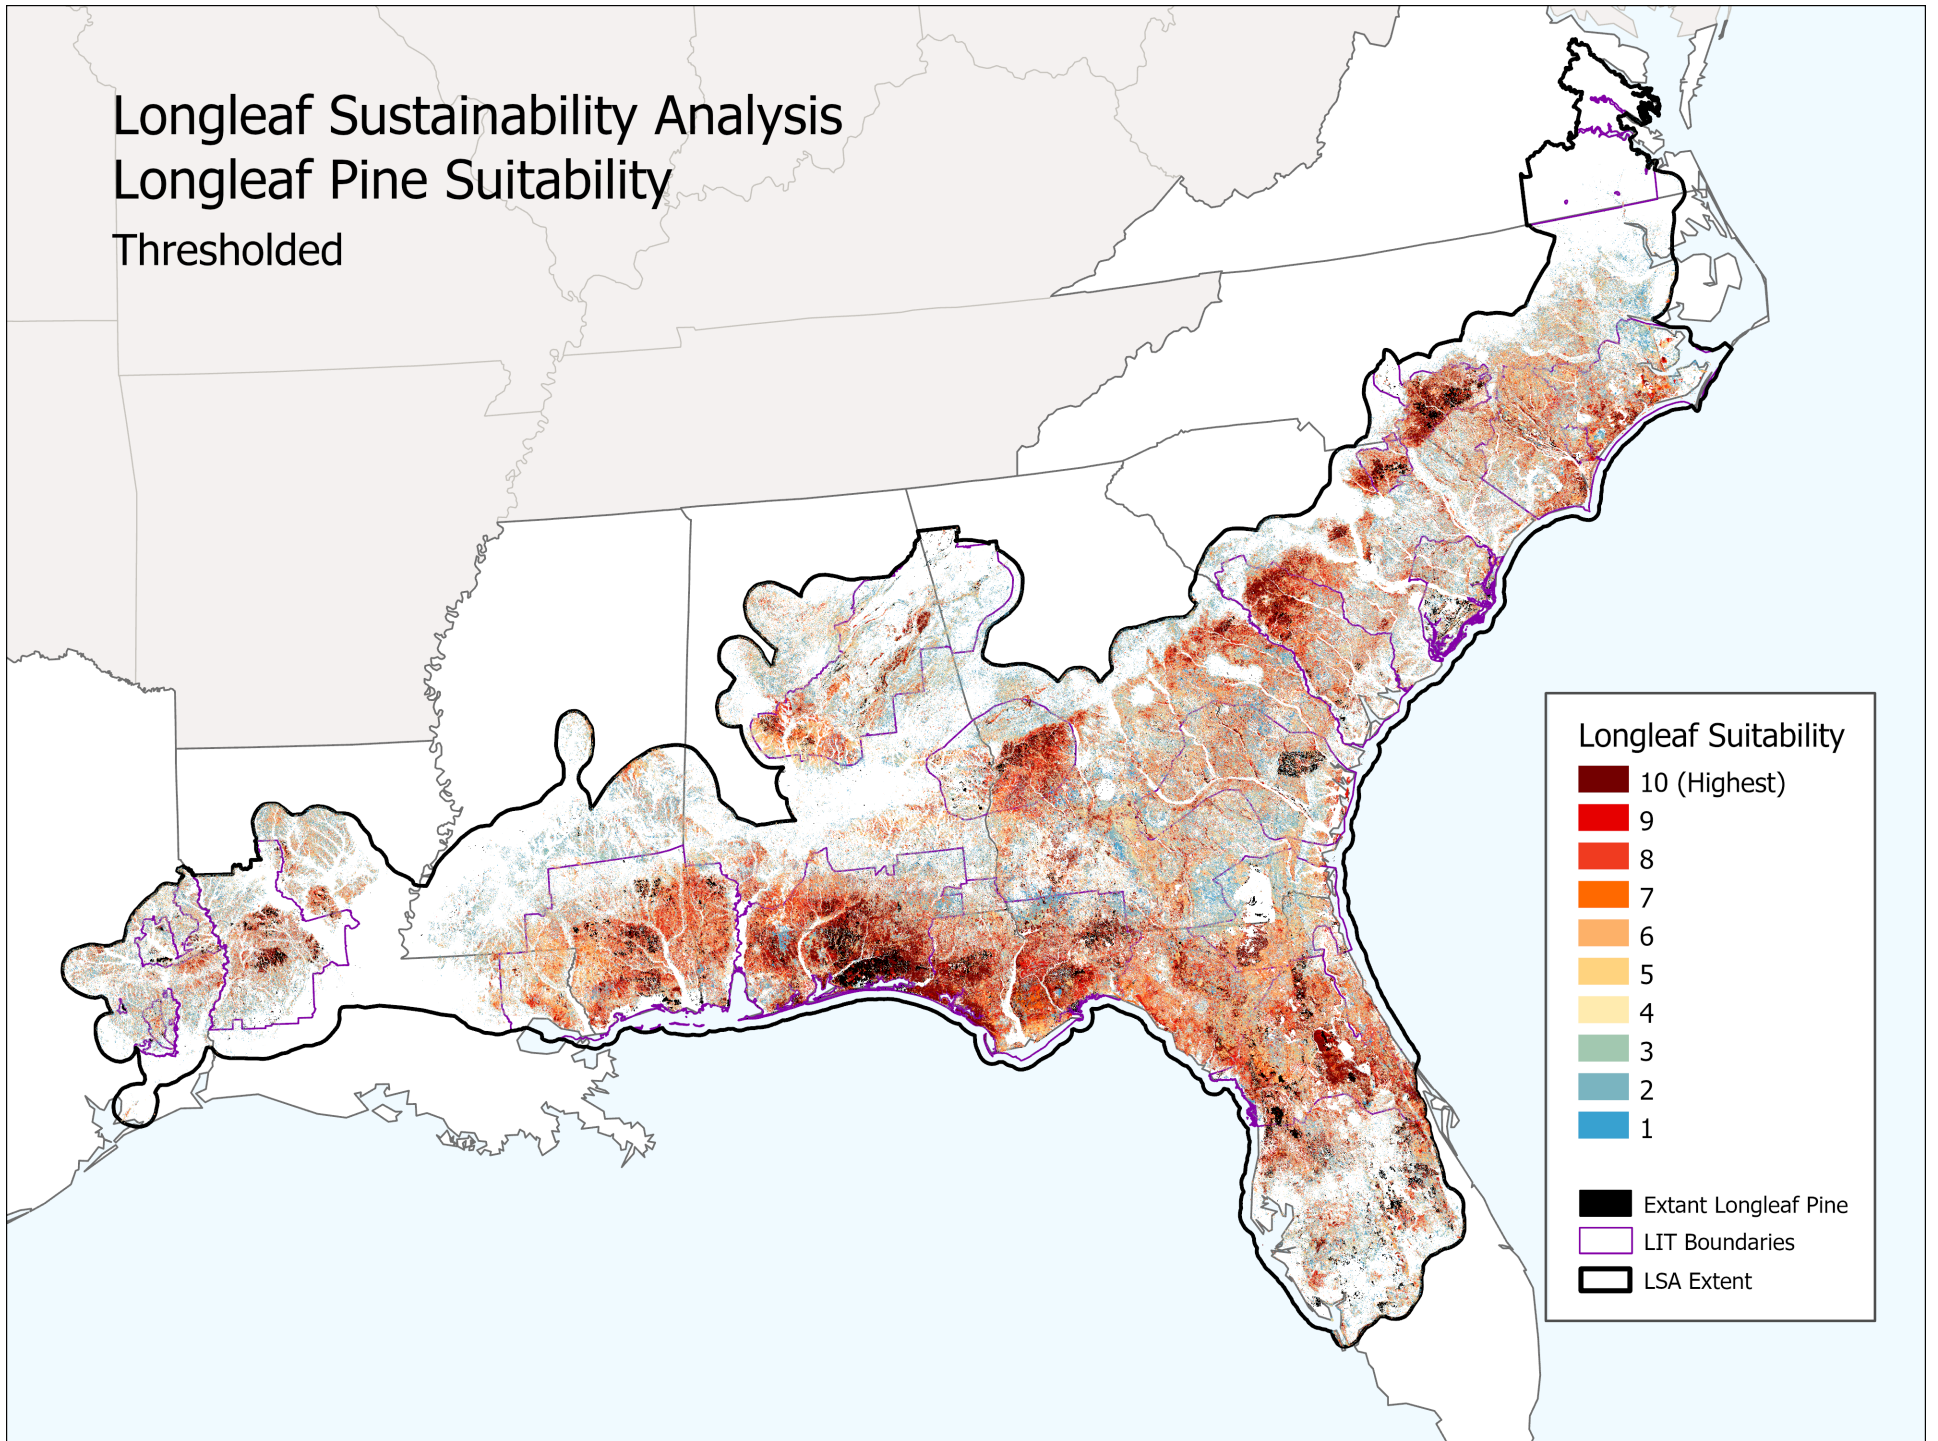 Longleaf Sustainability Analysis
Longleaf Pine Suitability
Thresholded
Longleaf Suitability
10 (Highest)
9
8
7
6
5
4
3
2
1
Extant Longleaf Pine
LIT Boundaries
LSA Extent